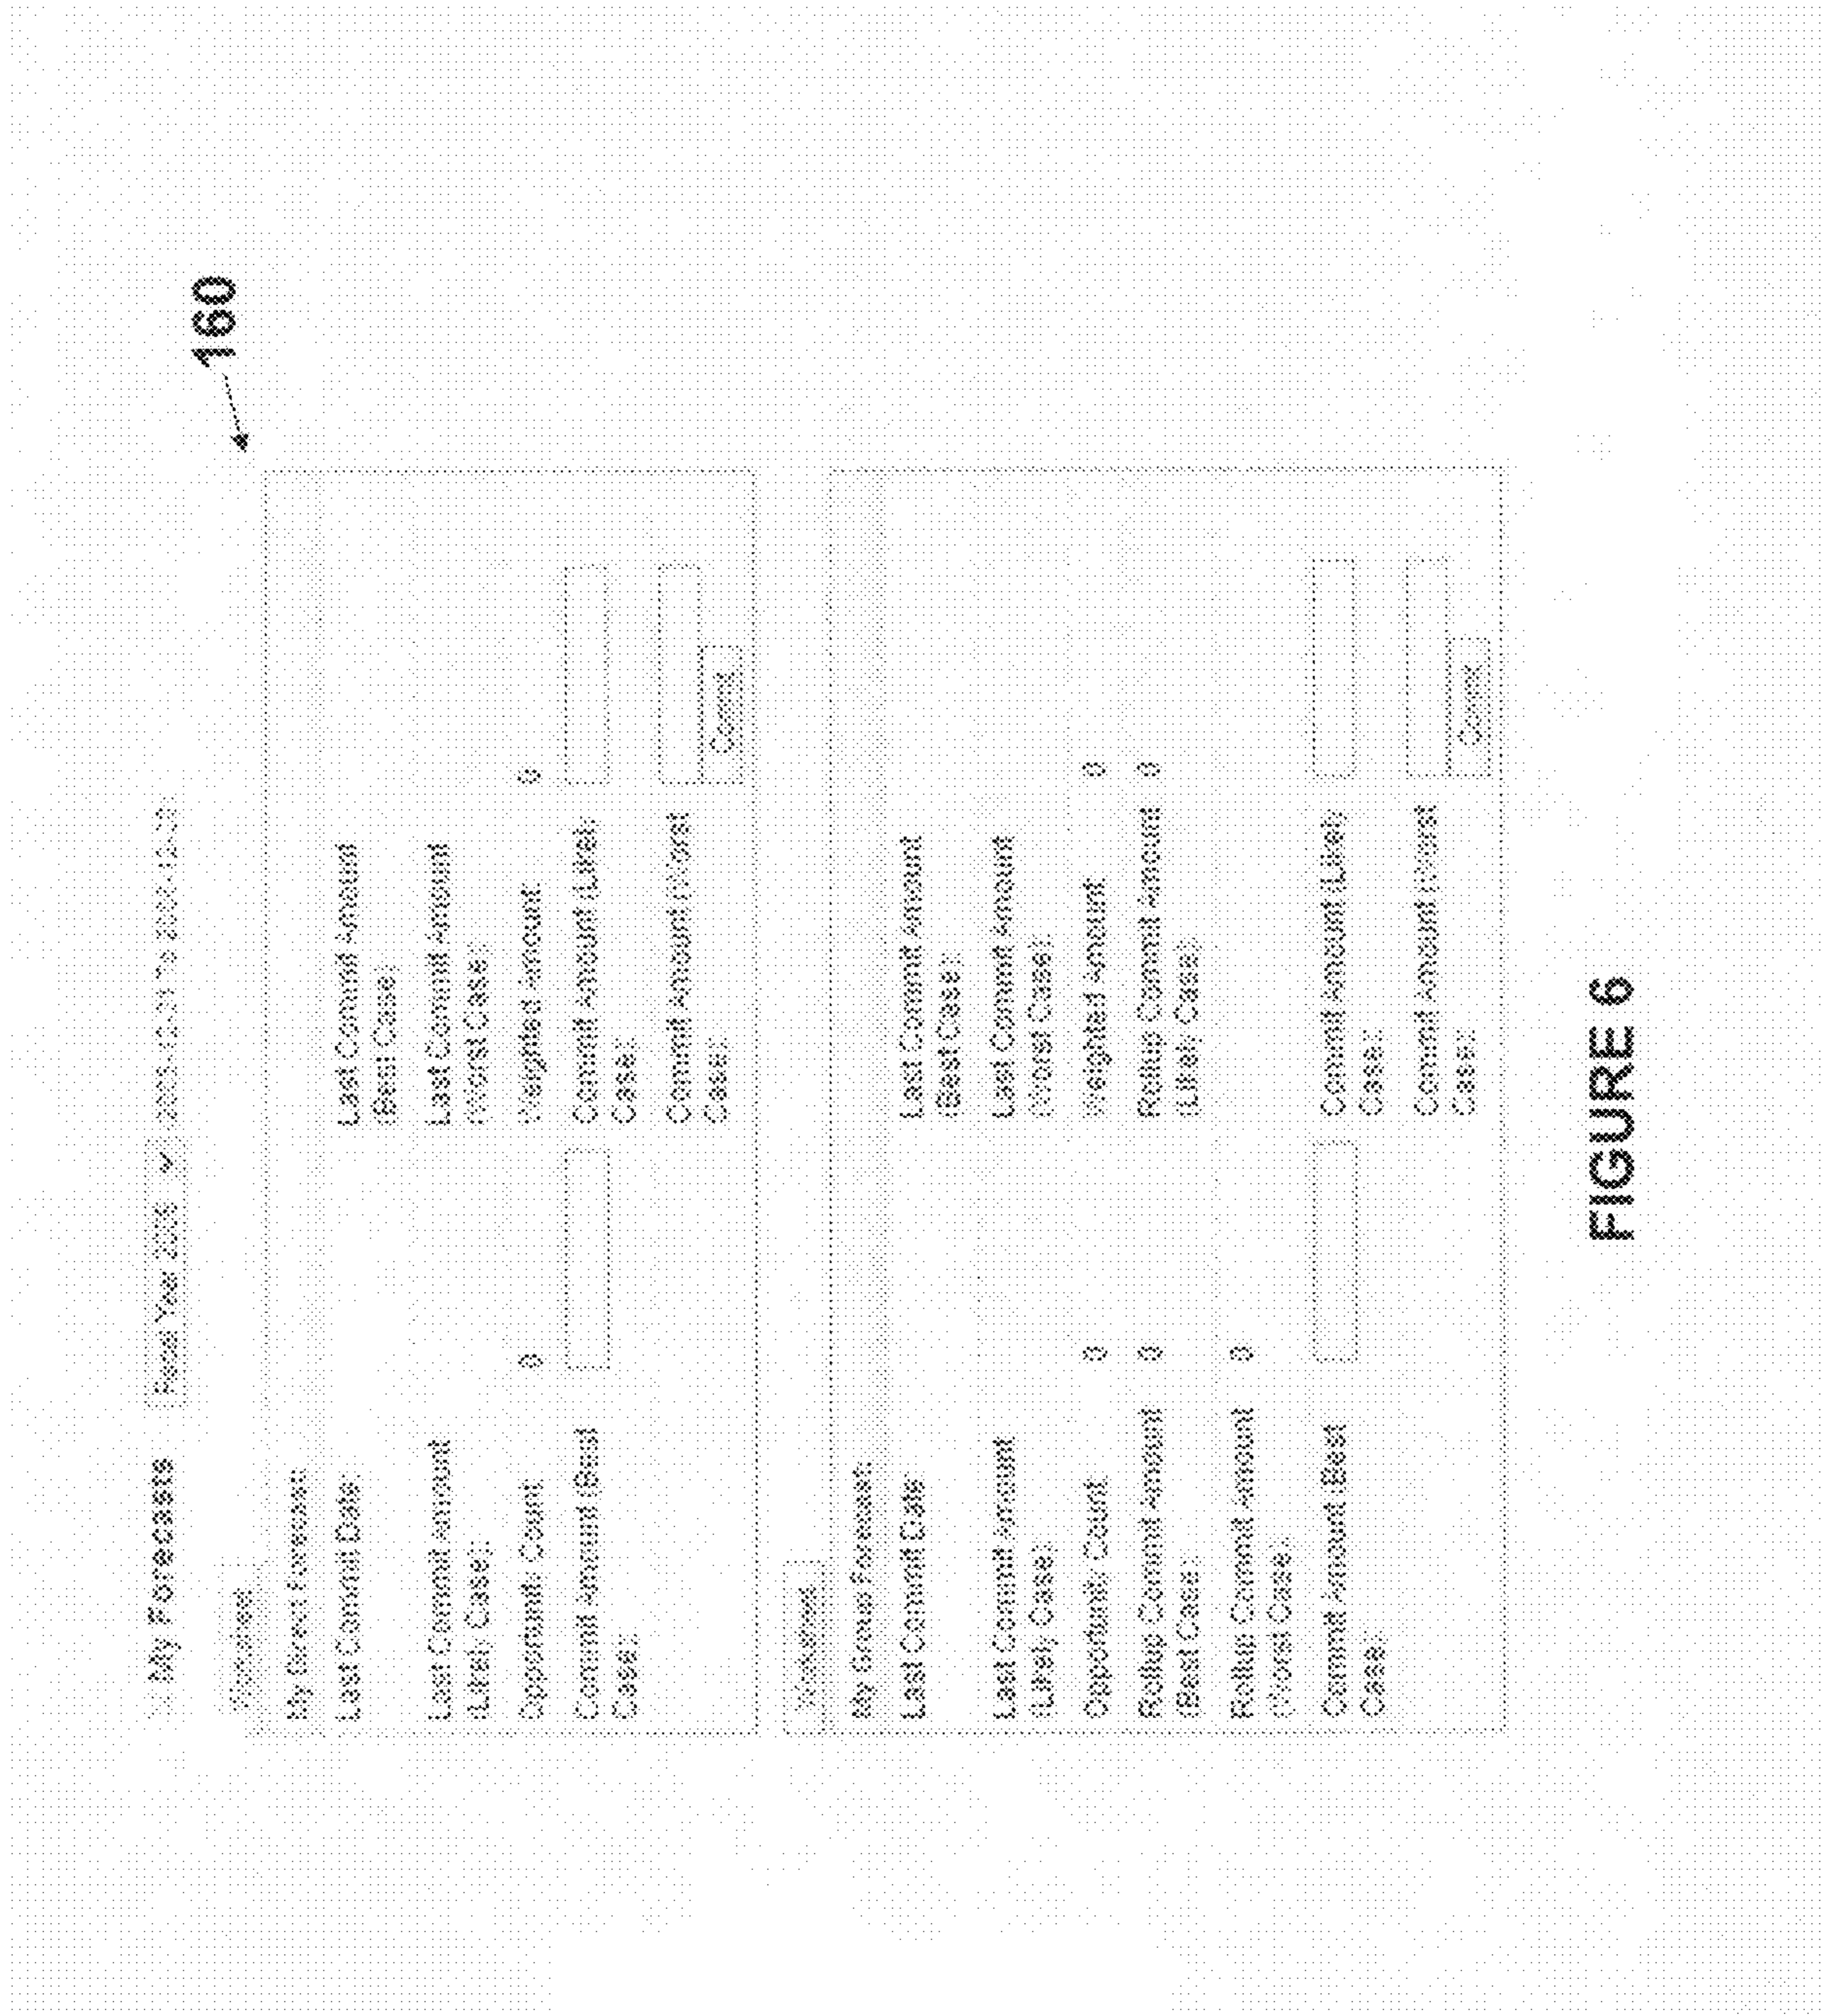 160
My Forecasts Fiscal Year 2006
Worksheet
My Direct Forecast:
Last Commit Date: Last Commit Amount
(Best Case):
Last Commit Amount Last Commit Amount
(Likely Case): (Worst Case):
Opportunity Count: 0 Weighted Amount: 0
Commit Amount (Best Commit Amount (Likely
Case): Case):
Commit Amount (Worst
Case):
Commit
Worksheet
My Group Forecast:
Last Commit Date: Last Commit Amount
(Best Case):
Last Commit Amount Last Commit Amount
(Likely Case): (Worst Case):
Opportunity Count: 0 Weighted Amount: 0
Rollup Commit Amount 0 Rollup Commit Amount 0
(Best Case): (Likely Case):
Rollup Commit Amount 0
(Worst Case):
Commit Amount (Best Commit Amount (Likely
Case): Case):
Commit Amount (Worst
Case):
Commit
FIGURE 6